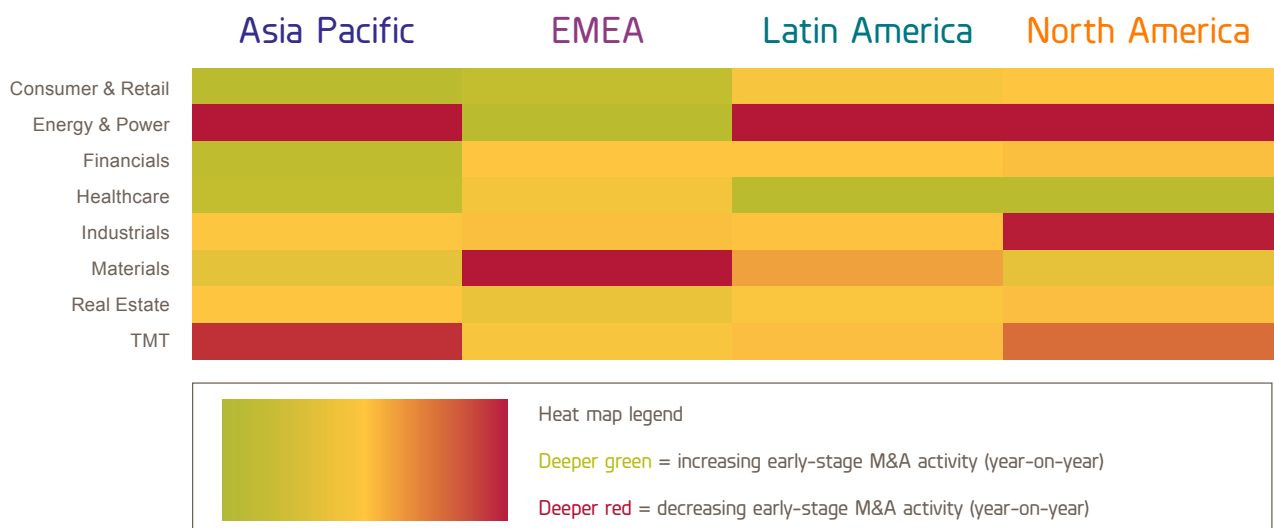 Asia Pacific EMEA Latin America North America
Consumer & Retail
Energy & Power
Financials
Healthcare
Industrials
Materials
Real Estate
TMT
Heat map legend
Deeper green = increasing early-stage M&A activity (year-on-year)
Deeper red = decreasing early-stage M&A activity (year-on-year)